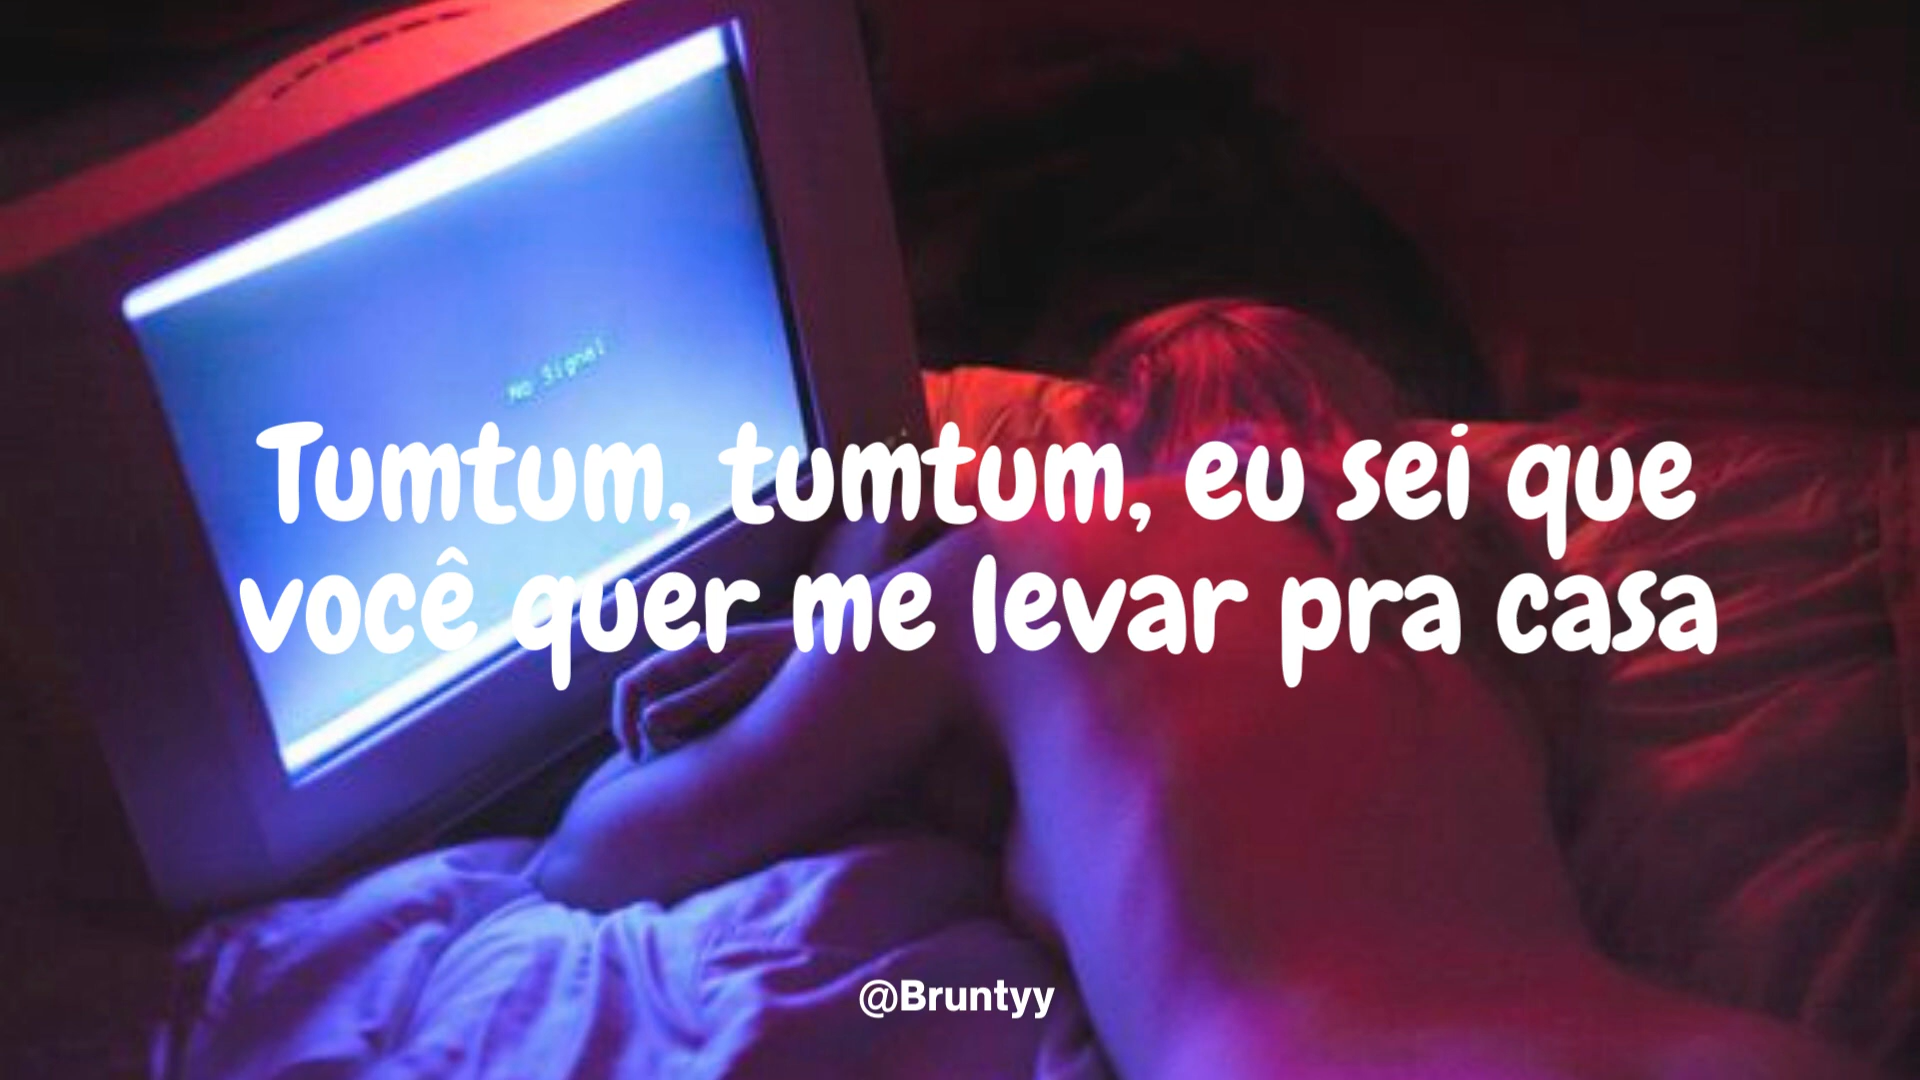 No Signal
Tumtum, tumtum, eu sei que
você quer me levar pra casa
@Bruntyy